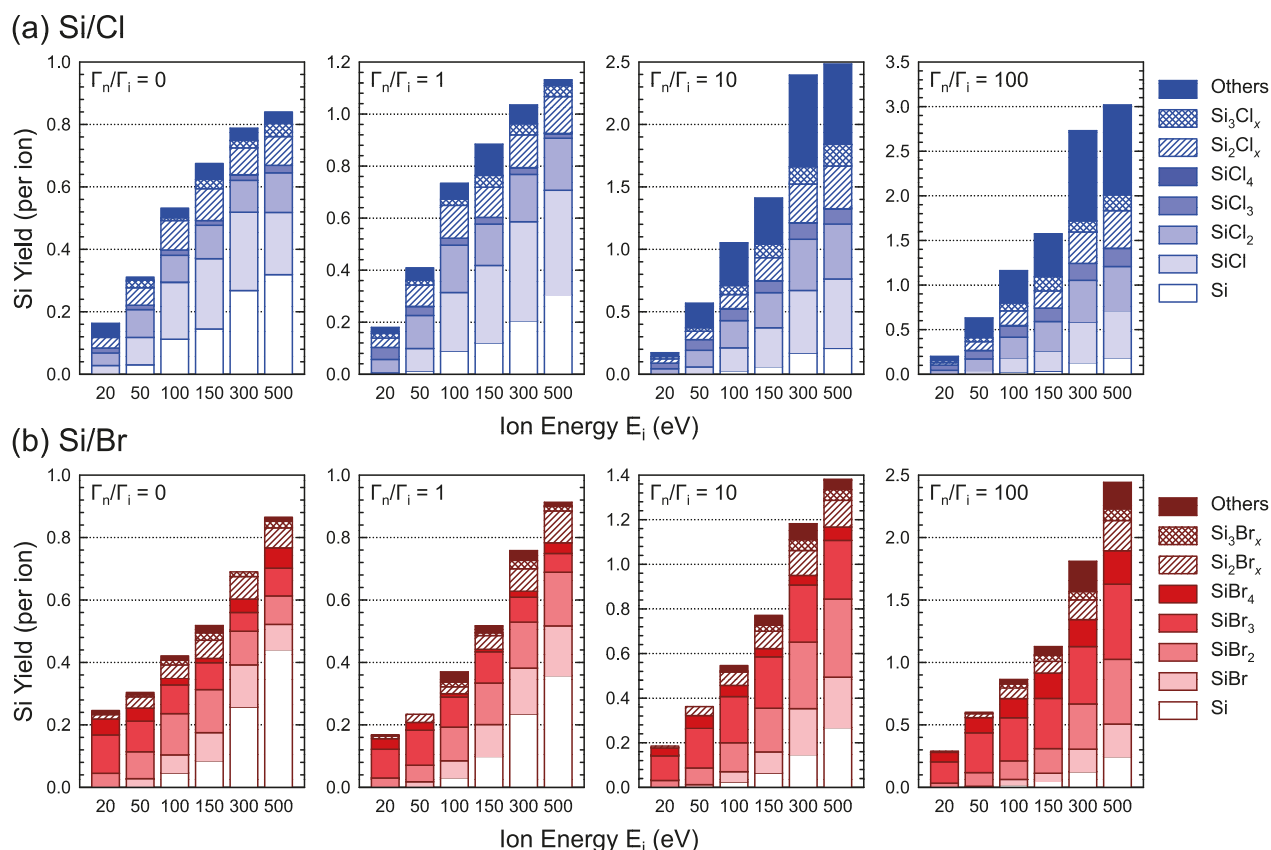 (a) Si/Cl
Γn/Γi = 0
Γn/Γi = 1
Γn/Γi = 10
Γn/Γi = 100
Si Yield (per ion)
1.0
0.8
0.6
0.4
0.2
0.0
1.2
1.0
0.8
0.6
0.4
0.2
0.0
2.5
2.0
1.5
1.0
0.5
0.0
3.5
3.0
2.5
2.0
1.5
1.0
0.5
0.0
20 50 100 150 300 500
20 50 100 150 300 500
20 50 100 150 300 500
20 50 100 150 300 500
Ion Energy Ei (eV)
Others
Si3Clx
Si2Clx
SiCl4
SiCl3
SiCl2
SiCl
Si
(b) Si/Br
Γn/Γi = 0
Γn/Γi = 1
Γn/Γi = 10
Γn/Γi = 100
Si Yield (per ion)
1.0
0.8
0.6
0.4
0.2
0.0
1.0
0.8
0.6
0.4
0.2
0.0
1.4
1.2
1.0
0.8
0.6
0.4
0.2
0.0
2.5
2.0
1.5
1.0
0.5
0.0
20 50 100 150 300 500
20 50 100 150 300 500
20 50 100 150 300 500
20 50 100 150 300 500
Ion Energy Ei (eV)
Others
Si3Brx
Si2Brx
SiBr4
SiBr3
SiBr2
SiBr
Si